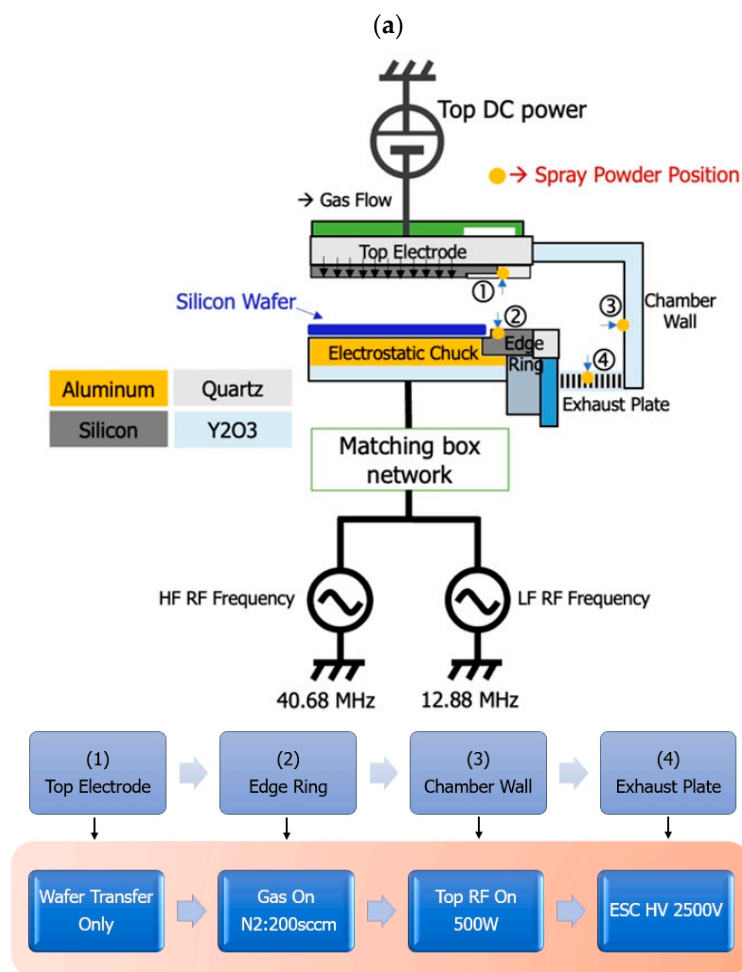 (a)
Top DC power
→ Spray Powder Position
→ Gas Flow
Top Electrode
①
Silicon Wafer
②
③
Chamber
Wall
Electrostatic Chuck
Edge
Ring
④
Exhaust Plate
Aluminum
Quartz
Silicon
Y2O3
Matching box
network
HF RF Frequency
LF RF Frequency
40.68 MHz
12.88 MHz
(1)
Top Electrode
(2)
Edge Ring
(3)
Chamber Wall
(4)
Exhaust Plate
Wafer Transfer
Only
Gas On
N2:200sccm
Top RF On
500W
ESC HV 2500V